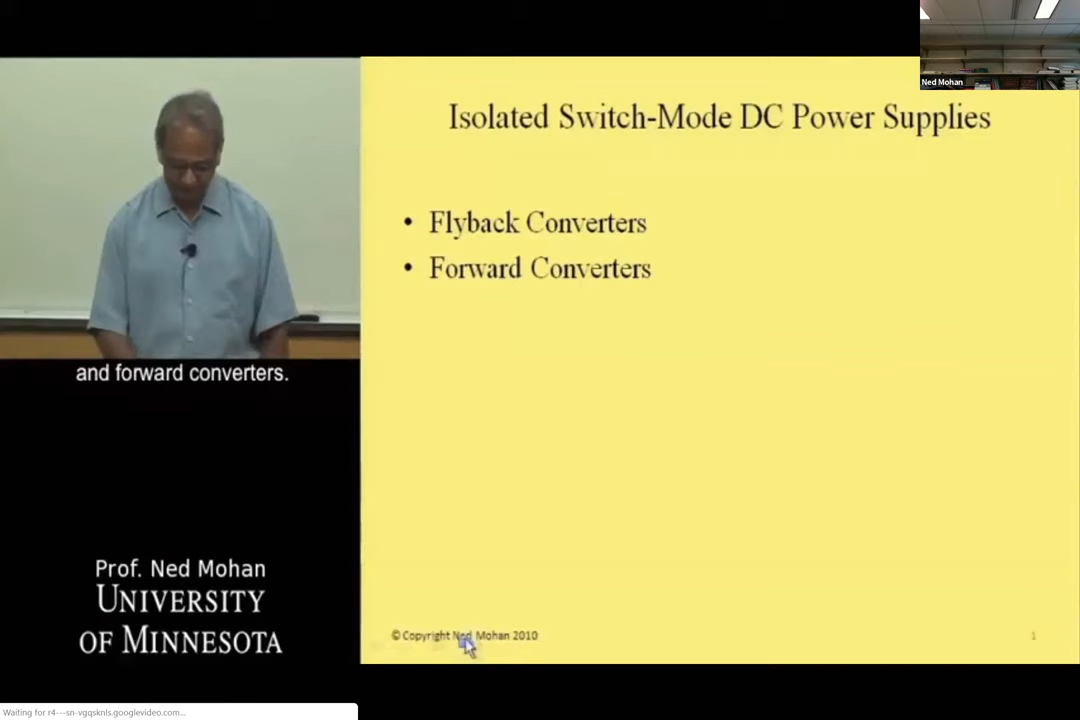 Ned Mohan
Isolated Switch-Mode DC Power Supplies
• Flyback Converters
• Forward Converters
and forward converters.
Prof. Ned Mohan
UNIVERSITY
OF MINNESOTA
© Copyright Ned Mohan 2010
1
Waiting for r4---sn-vgqsknls.googlevideo.com...